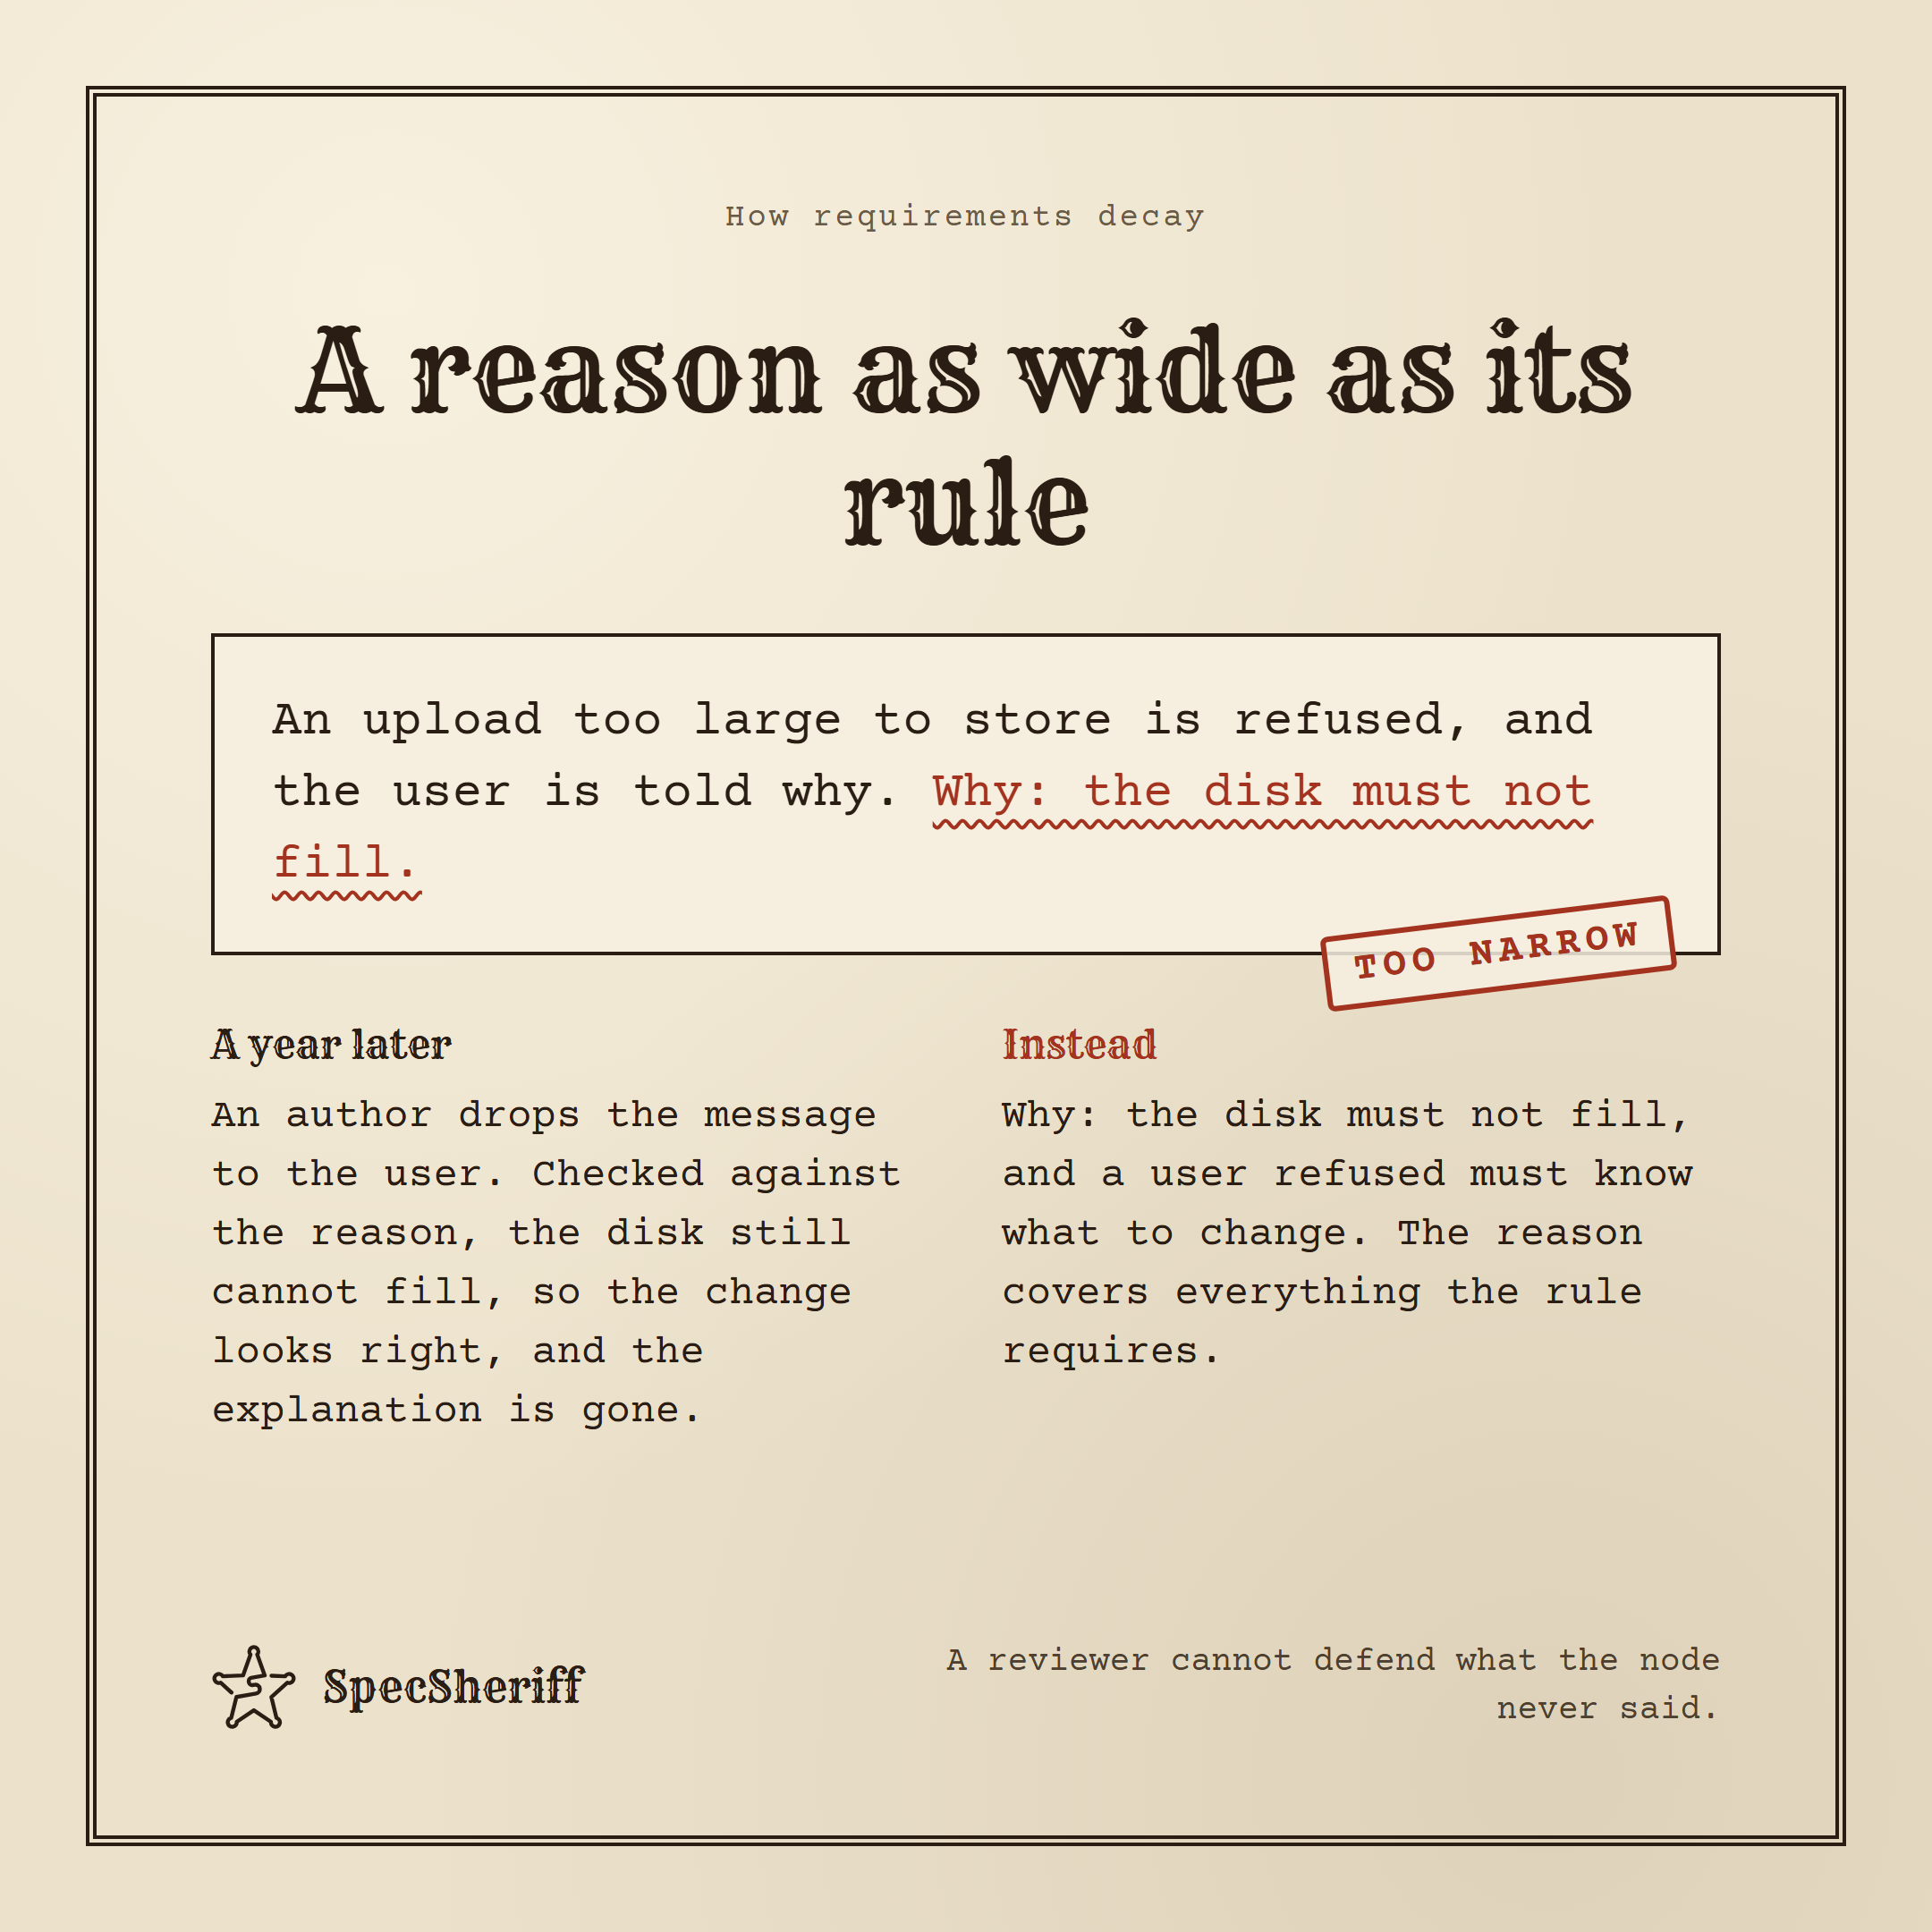 How requirements decay
A reason as wide as its
rule
An upload too large to store is refused, and
the user is told why. Why: the disk must not
fill.
TOO NARROW
A year later
An author drops the message
to the user. Checked against
the reason, the disk still
cannot fill, so the change
looks right, and the
explanation is gone.
Instead
Why: the disk must not fill,
and a user refused must know
what to change. The reason
covers everything the rule
requires.
SpecSheriff
A reviewer cannot defend what the node
never said.